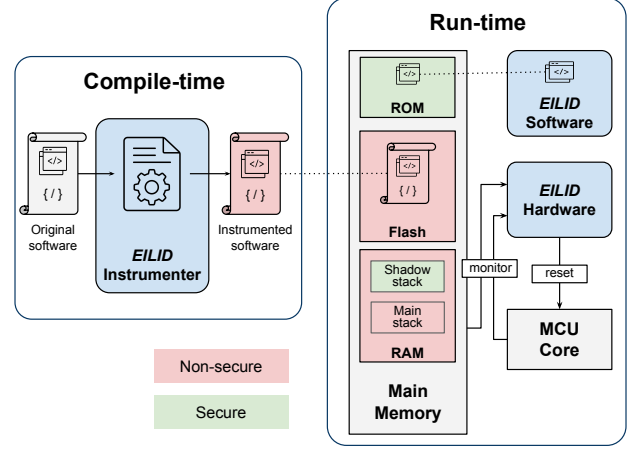 Compile-time
</>
{ / }
Original
software
EILID
Instrumenter
</>
{ / }
Instrumented
software
Non-secure
Secure
Run-time
</>
ROM
</>
{ / }
Flash
Shadow
stack
Main
stack
RAM
Main
Memory
</>
EILID
Software
EILID
Hardware
monitor
reset
MCU
Core